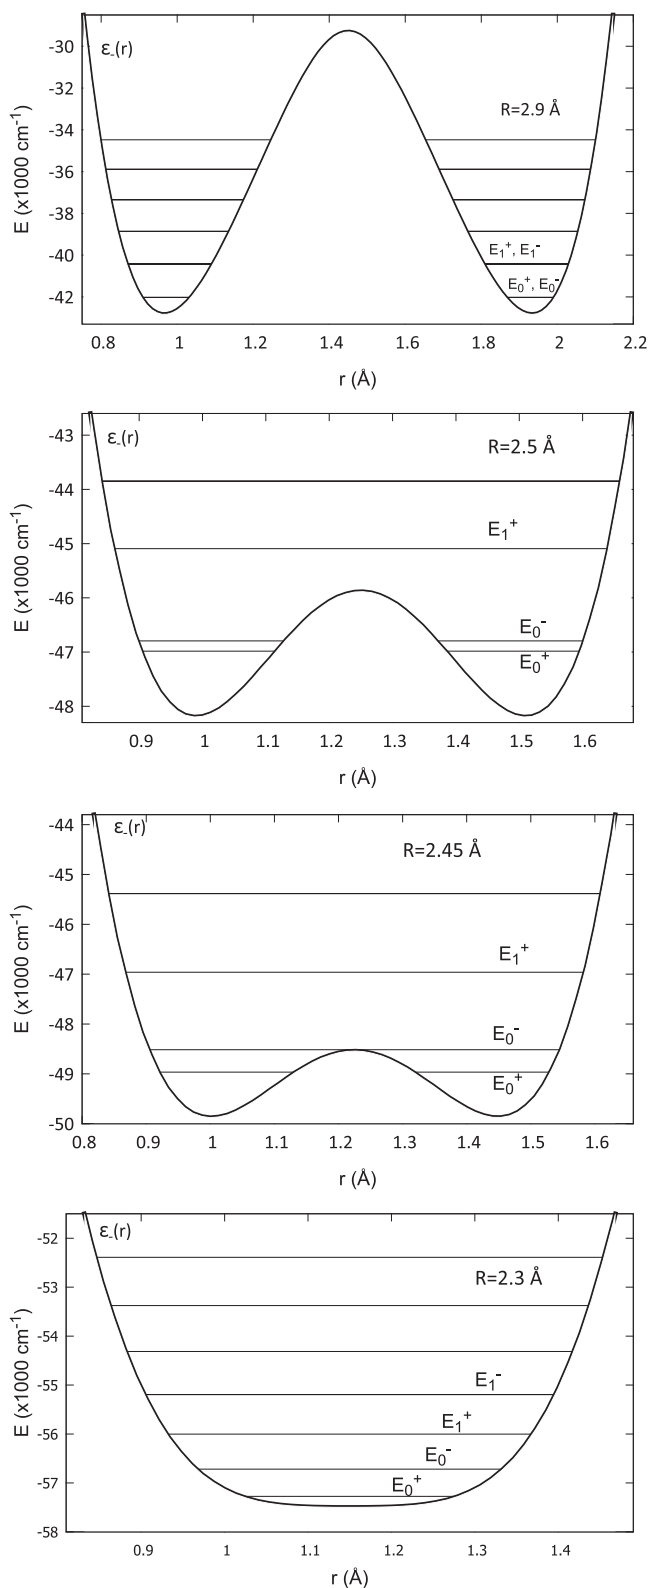 ε₋(r)
R=2.9 Å
E (x1000 cm⁻¹)
-30
-32
-34
-36
-38
-40
-42
E₁⁺, E₁⁻
E₀⁺, E₀⁻
0.8 1 1.2 1.4 1.6 1.8 2 2.2
r (Å)
ε₋(r)
R=2.5 Å
E (x1000 cm⁻¹)
-43
-44
-45
-46
-47
-48
E₁⁺
E₀⁻
E₀⁺
0.9 1 1.1 1.2 1.3 1.4 1.5 1.6
r (Å)
ε₋(r)
R=2.45 Å
E (x1000 cm⁻¹)
-44
-45
-46
-47
-48
-49
-50
E₁⁺
E₀⁻
E₀⁺
0.8 0.9 1 1.1 1.2 1.3 1.4 1.5 1.6
r (Å)
ε₋(r)
R=2.3 Å
E (x1000 cm⁻¹)
-52
-53
-54
-55
-56
-57
-58
E₁⁻
E₁⁺
E₀⁻
E₀⁺
0.9 1 1.1 1.2 1.3 1.4
r (Å)